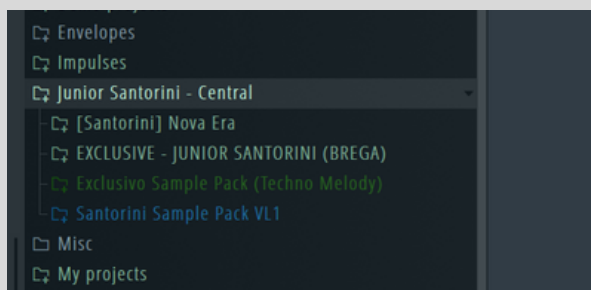 Envelopes
Impulses
Junior Santorini - Central
[Santorini] Nova Era
EXCLUSIVE - JUNIOR SANTORINI (BREGA)
Exclusivo Sample Pack (Techno Melody)
Santorini Sample Pack VL1
Misc
My projects